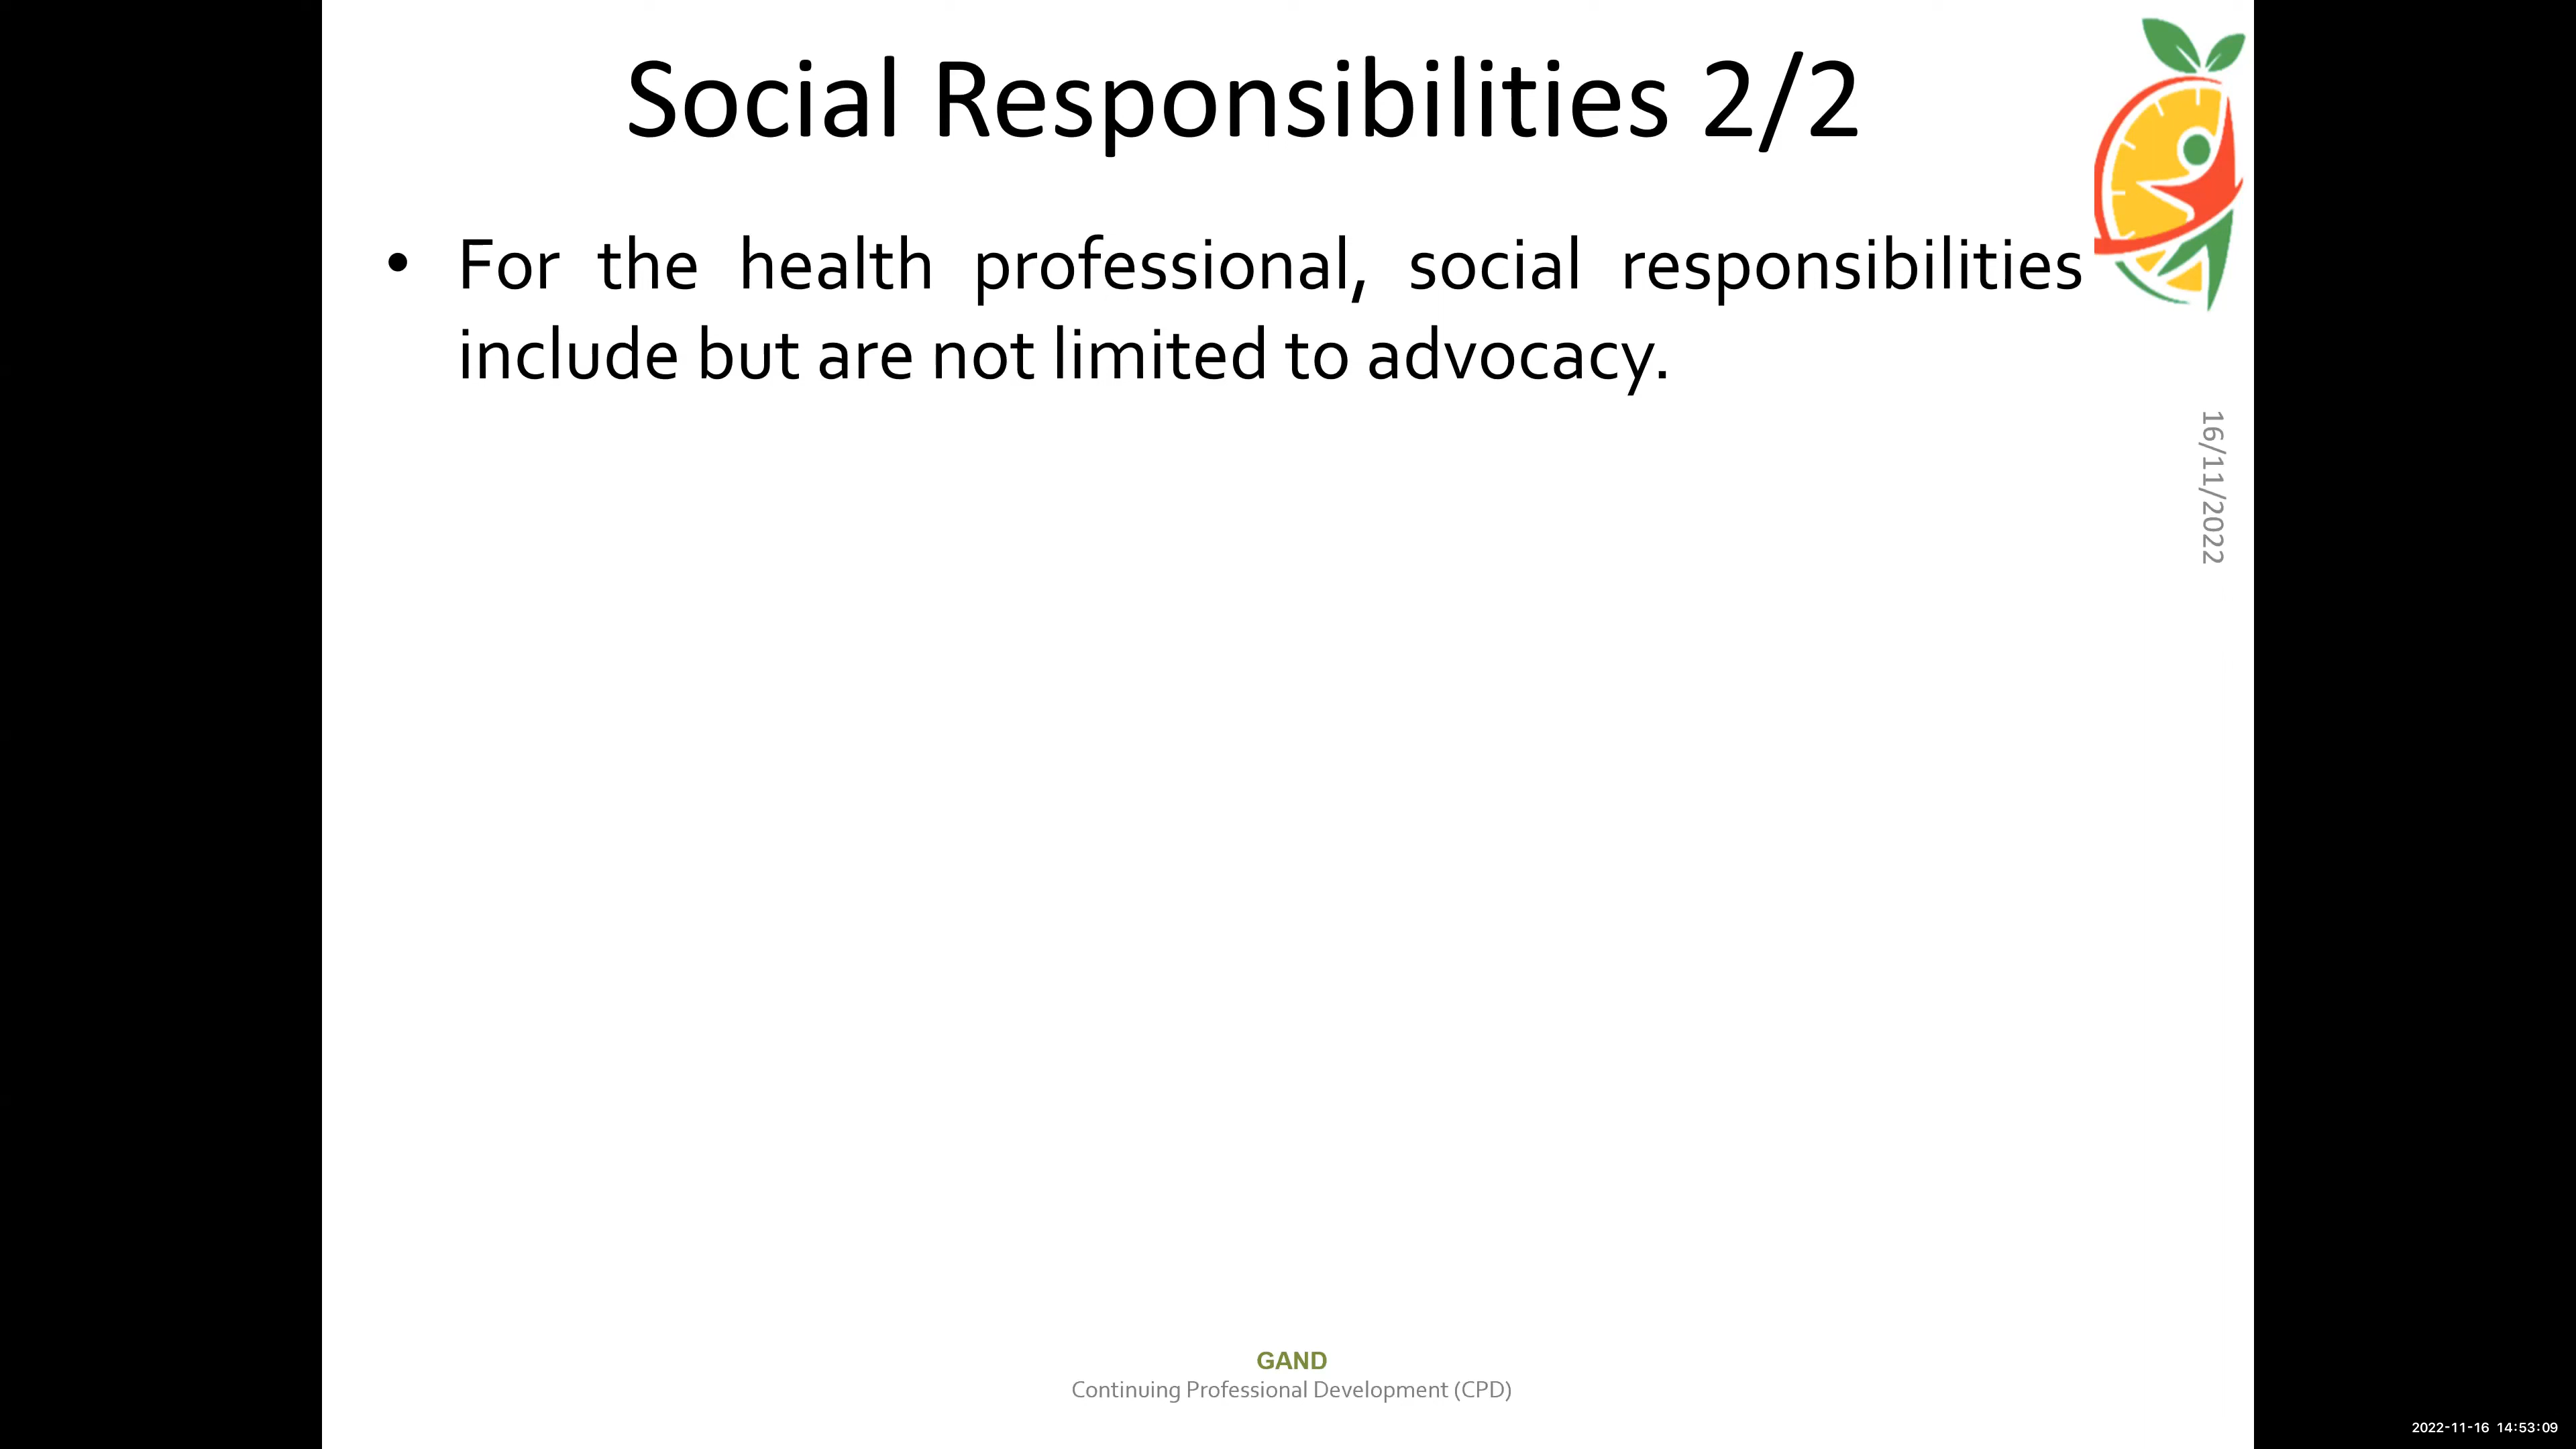 Social Responsibilities 2/2
• For the health professional, social responsibilities
include but are not limited to advocacy.
16/11/2022
GAND
Continuing Professional Development (CPD)
2022-11-16 14:53:09